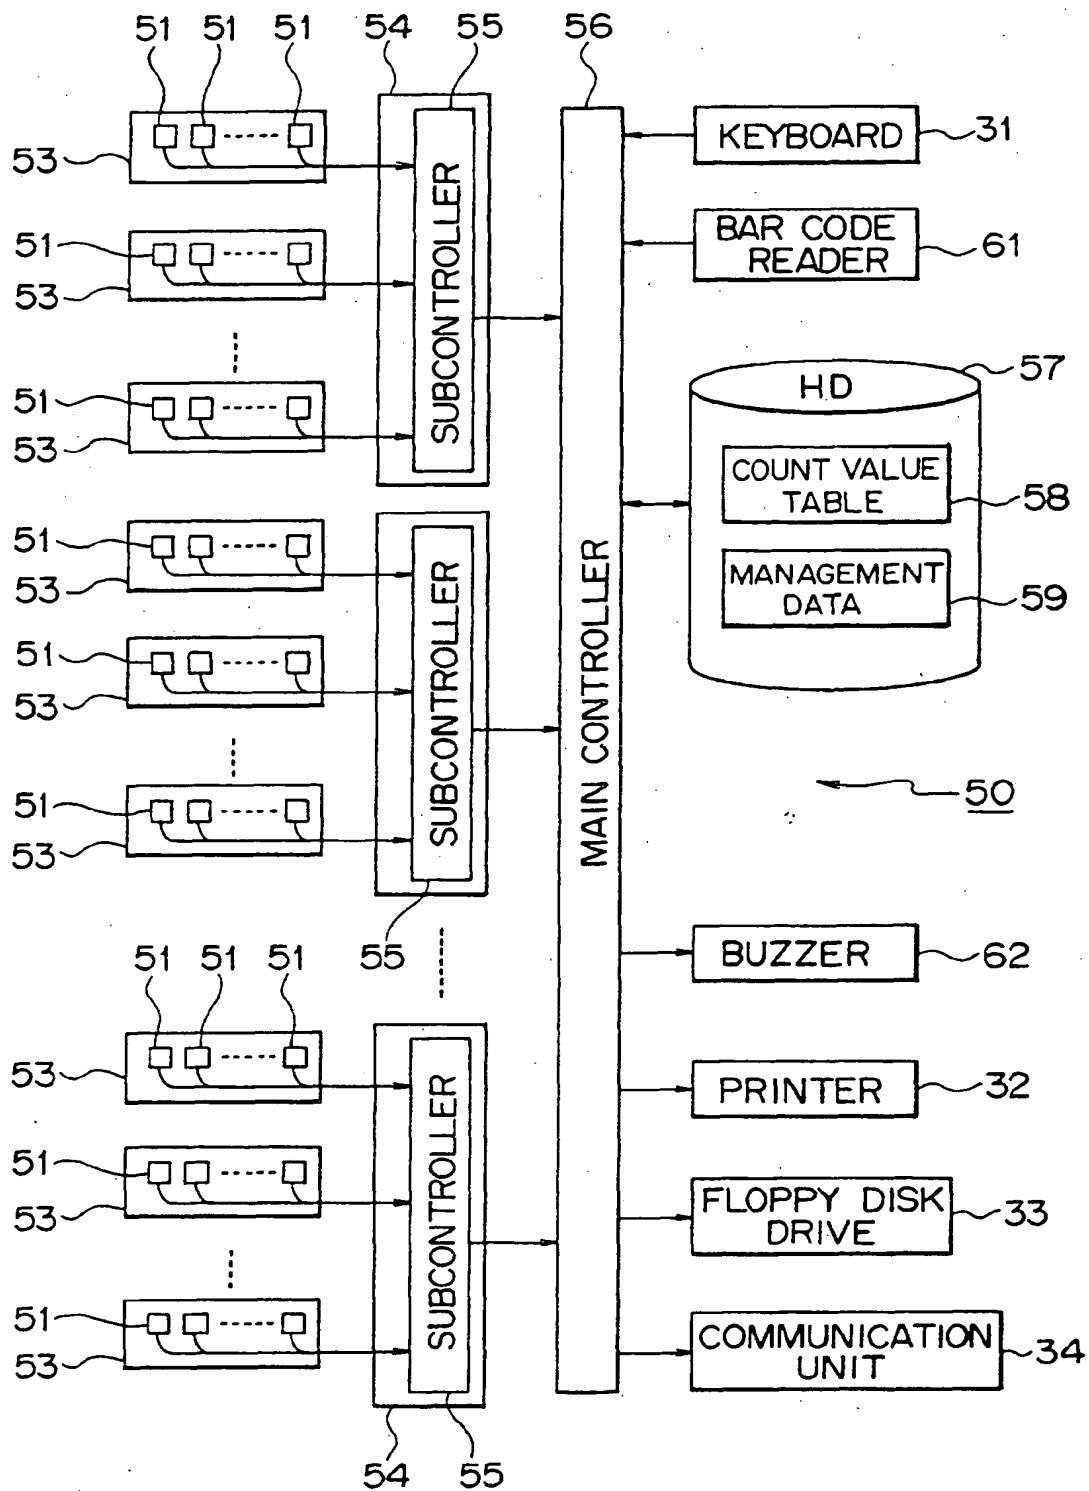 51 51 51 54 55 56
53
51
53
51
53
SUBCONTROLLER
51
53
51
53
51
53
SUBCONTROLLER
55
51 51 51
53
51
53
51
53
SUBCONTROLLER
54 55
MAIN CONTROLLER
KEYBOARD 31
BAR CODE
READER 61
HD 57
COUNT VALUE
TABLE 58
MANAGEMENT
DATA 59
50
BUZZER 62
PRINTER 32
FLOPPY DISK
DRIVE 33
COMMUNICATION
UNIT 34